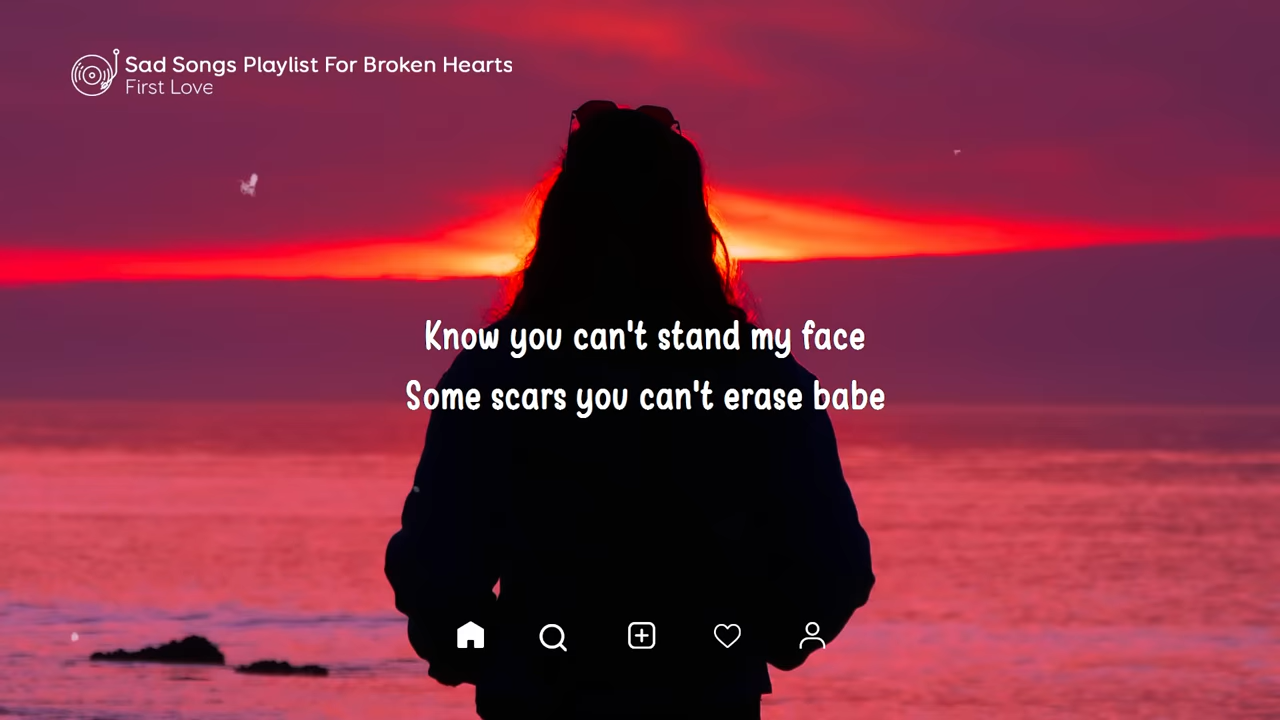 Sad Songs Playlist For Broken Hearts
First Love
Know you can't stand my face
Some scars you can't erase babe